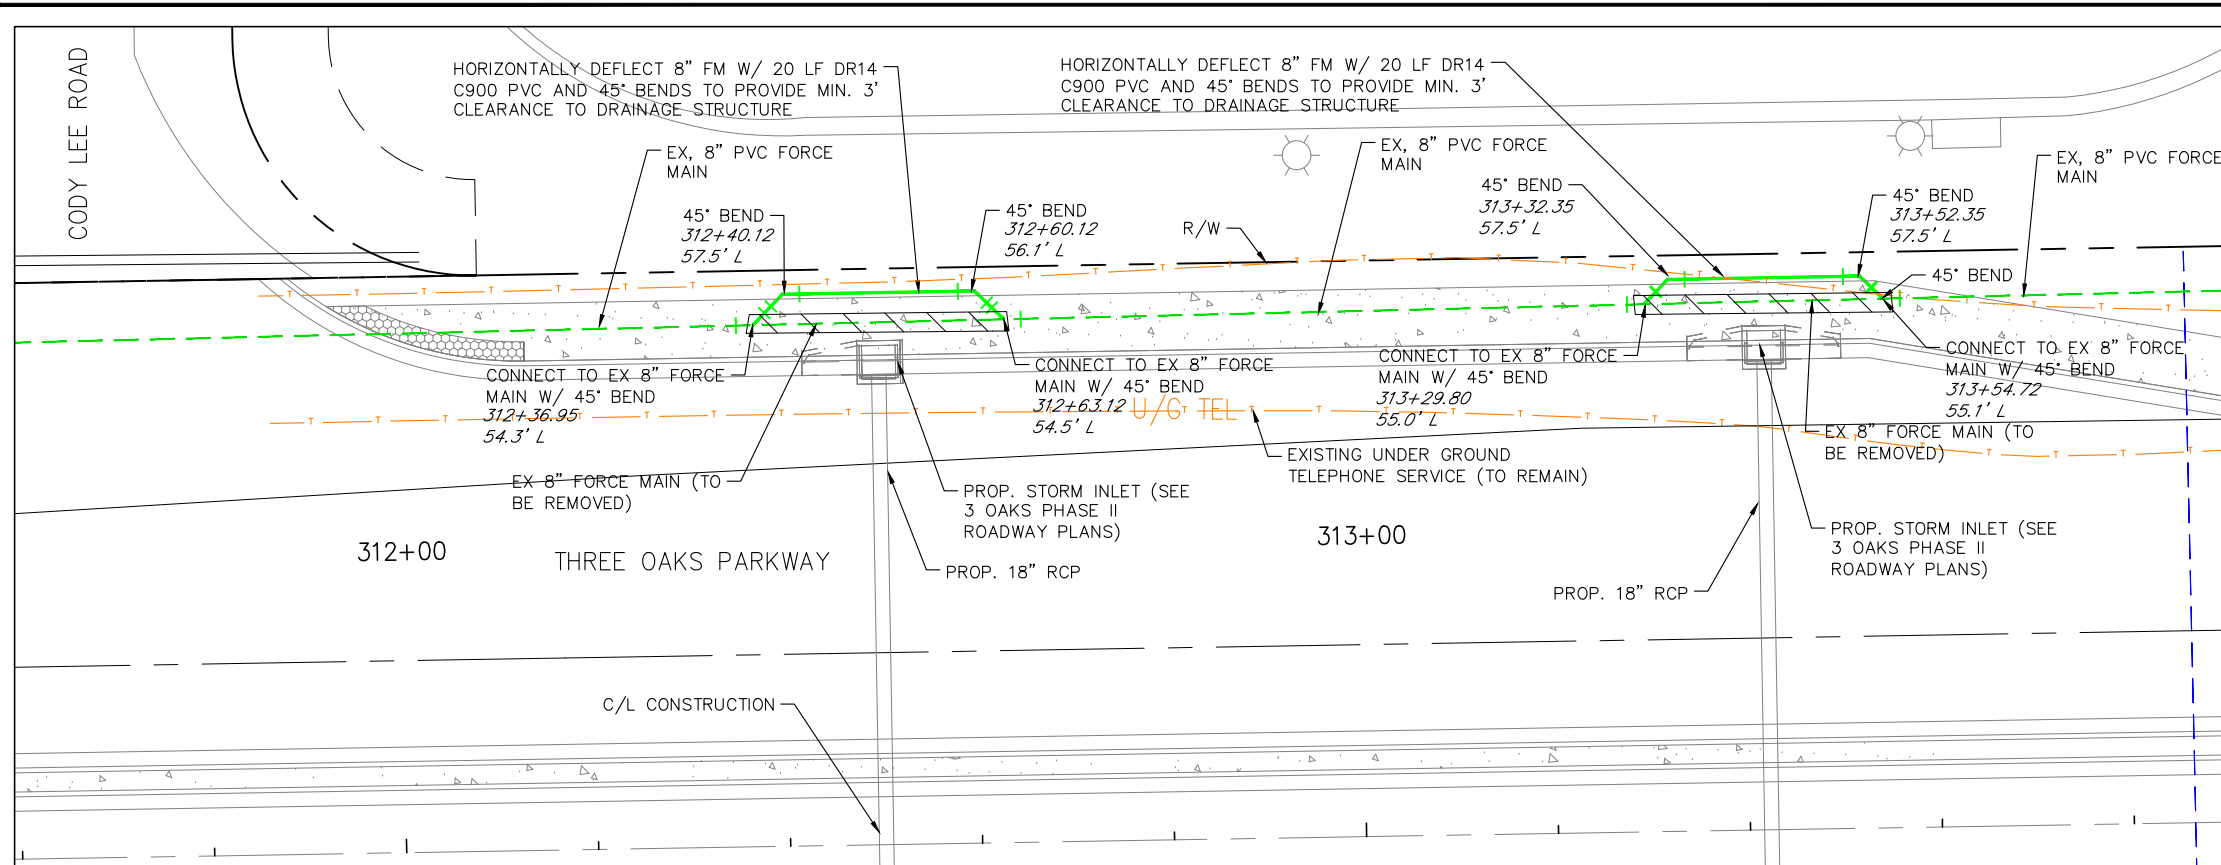 CODY LEE ROAD
HORIZONTALLY DEFLECT 8" FM W/ 20 LF DR14
C900 PVC AND 45° BENDS TO PROVIDE MIN. 3'
CLEARANCE TO DRAINAGE STRUCTURE
HORIZONTALLY DEFLECT 8" FM W/ 20 LF DR14
C900 PVC AND 45° BENDS TO PROVIDE MIN. 3'
CLEARANCE TO DRAINAGE STRUCTURE
EX, 8" PVC FORCE
MAIN
EX, 8" PVC FORCE
MAIN
EX, 8" PVC FORCE
MAIN
45° BEND
312+40.12
57.5' L
45° BEND
312+60.12
56.1' L
R/W
45° BEND
313+32.35
57.5' L
45° BEND
313+52.35
57.5' L
45° BEND
CONNECT TO EX 8" FORCE
MAIN W/ 45° BEND
312+36.95
54.3' L
CONNECT TO EX 8" FORCE
MAIN W/ 45° BEND
312+63.12
54.5' L
U/G TEL
CONNECT TO EX 8" FORCE
MAIN W/ 45° BEND
313+29.80
55.0' L
CONNECT TO EX 8" FORCE
MAIN W/ 45° BEND
313+54.72
55.1' L
EX 8" FORCE MAIN (TO
BE REMOVED)
EX 8" FORCE MAIN (TO
BE REMOVED)
EXISTING UNDER GROUND
TELEPHONE SERVICE (TO REMAIN)
PROP. STORM INLET (SEE
3 OAKS PHASE II
ROADWAY PLANS)
PROP. STORM INLET (SEE
3 OAKS PHASE II
ROADWAY PLANS)
312+00
THREE OAKS PARKWAY
313+00
PROP. 18" RCP
PROP. 18" RCP
C/L CONSTRUCTION